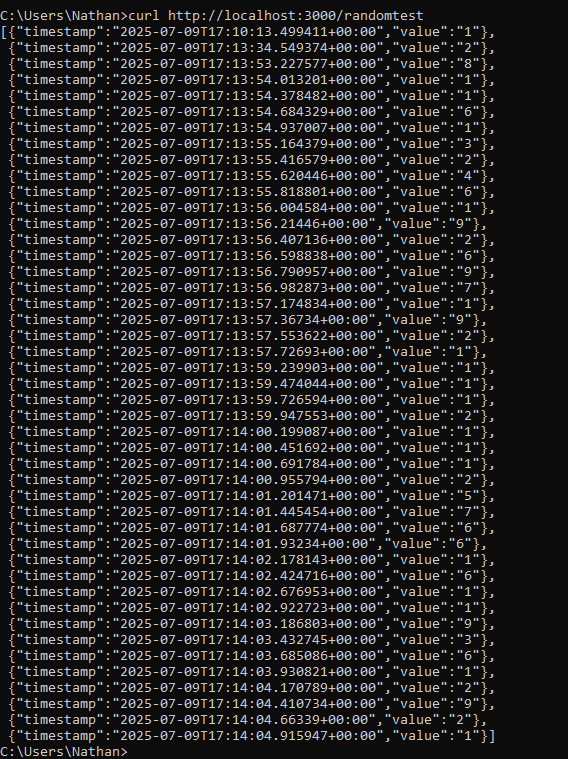 C:\Users\Nathan>curl http://localhost:3000/randomtest
[{"timestamp":"2025-07-09T17:10:13.499411+00:00","value":"1"},
{"timestamp":"2025-07-09T17:13:34.549374+00:00","value":"2"},
{"timestamp":"2025-07-09T17:13:53.227577+00:00","value":"8"},
{"timestamp":"2025-07-09T17:13:54.013201+00:00","value":"1"},
{"timestamp":"2025-07-09T17:13:54.378482+00:00","value":"1"},
{"timestamp":"2025-07-09T17:13:54.684329+00:00","value":"6"},
{"timestamp":"2025-07-09T17:13:54.937007+00:00","value":"1"},
{"timestamp":"2025-07-09T17:13:55.164379+00:00","value":"3"},
{"timestamp":"2025-07-09T17:13:55.416579+00:00","value":"2"},
{"timestamp":"2025-07-09T17:13:55.620446+00:00","value":"4"},
{"timestamp":"2025-07-09T17:13:55.818801+00:00","value":"6"},
{"timestamp":"2025-07-09T17:13:56.004584+00:00","value":"1"},
{"timestamp":"2025-07-09T17:13:56.21446+00:00","value":"9"},
{"timestamp":"2025-07-09T17:13:56.407136+00:00","value":"2"},
{"timestamp":"2025-07-09T17:13:56.598838+00:00","value":"6"},
{"timestamp":"2025-07-09T17:13:56.790957+00:00","value":"9"},
{"timestamp":"2025-07-09T17:13:56.982873+00:00","value":"7"},
{"timestamp":"2025-07-09T17:13:57.174834+00:00","value":"1"},
{"timestamp":"2025-07-09T17:13:57.36734+00:00","value":"9"},
{"timestamp":"2025-07-09T17:13:57.553622+00:00","value":"2"},
{"timestamp":"2025-07-09T17:13:57.72693+00:00","value":"1"},
{"timestamp":"2025-07-09T17:13:59.239903+00:00","value":"1"},
{"timestamp":"2025-07-09T17:13:59.474044+00:00","value":"1"},
{"timestamp":"2025-07-09T17:13:59.726594+00:00","value":"1"},
{"timestamp":"2025-07-09T17:13:59.947553+00:00","value":"2"},
{"timestamp":"2025-07-09T17:14:00.199087+00:00","value":"1"},
{"timestamp":"2025-07-09T17:14:00.451692+00:00","value":"1"},
{"timestamp":"2025-07-09T17:14:00.691784+00:00","value":"1"},
{"timestamp":"2025-07-09T17:14:00.955794+00:00","value":"2"},
{"timestamp":"2025-07-09T17:14:01.201471+00:00","value":"5"},
{"timestamp":"2025-07-09T17:14:01.445454+00:00","value":"7"},
{"timestamp":"2025-07-09T17:14:01.687774+00:00","value":"6"},
{"timestamp":"2025-07-09T17:14:01.93234+00:00","value":"6"},
{"timestamp":"2025-07-09T17:14:02.178143+00:00","value":"1"},
{"timestamp":"2025-07-09T17:14:02.424716+00:00","value":"6"},
{"timestamp":"2025-07-09T17:14:02.676953+00:00","value":"1"},
{"timestamp":"2025-07-09T17:14:02.922723+00:00","value":"1"},
{"timestamp":"2025-07-09T17:14:03.186803+00:00","value":"9"},
{"timestamp":"2025-07-09T17:14:03.432745+00:00","value":"3"},
{"timestamp":"2025-07-09T17:14:03.685086+00:00","value":"6"},
{"timestamp":"2025-07-09T17:14:03.930821+00:00","value":"1"},
{"timestamp":"2025-07-09T17:14:04.170789+00:00","value":"2"},
{"timestamp":"2025-07-09T17:14:04.410734+00:00","value":"9"},
{"timestamp":"2025-07-09T17:14:04.66339+00:00","value":"2"},
{"timestamp":"2025-07-09T17:14:04.915947+00:00","value":"1"}]
C:\Users\Nathan>